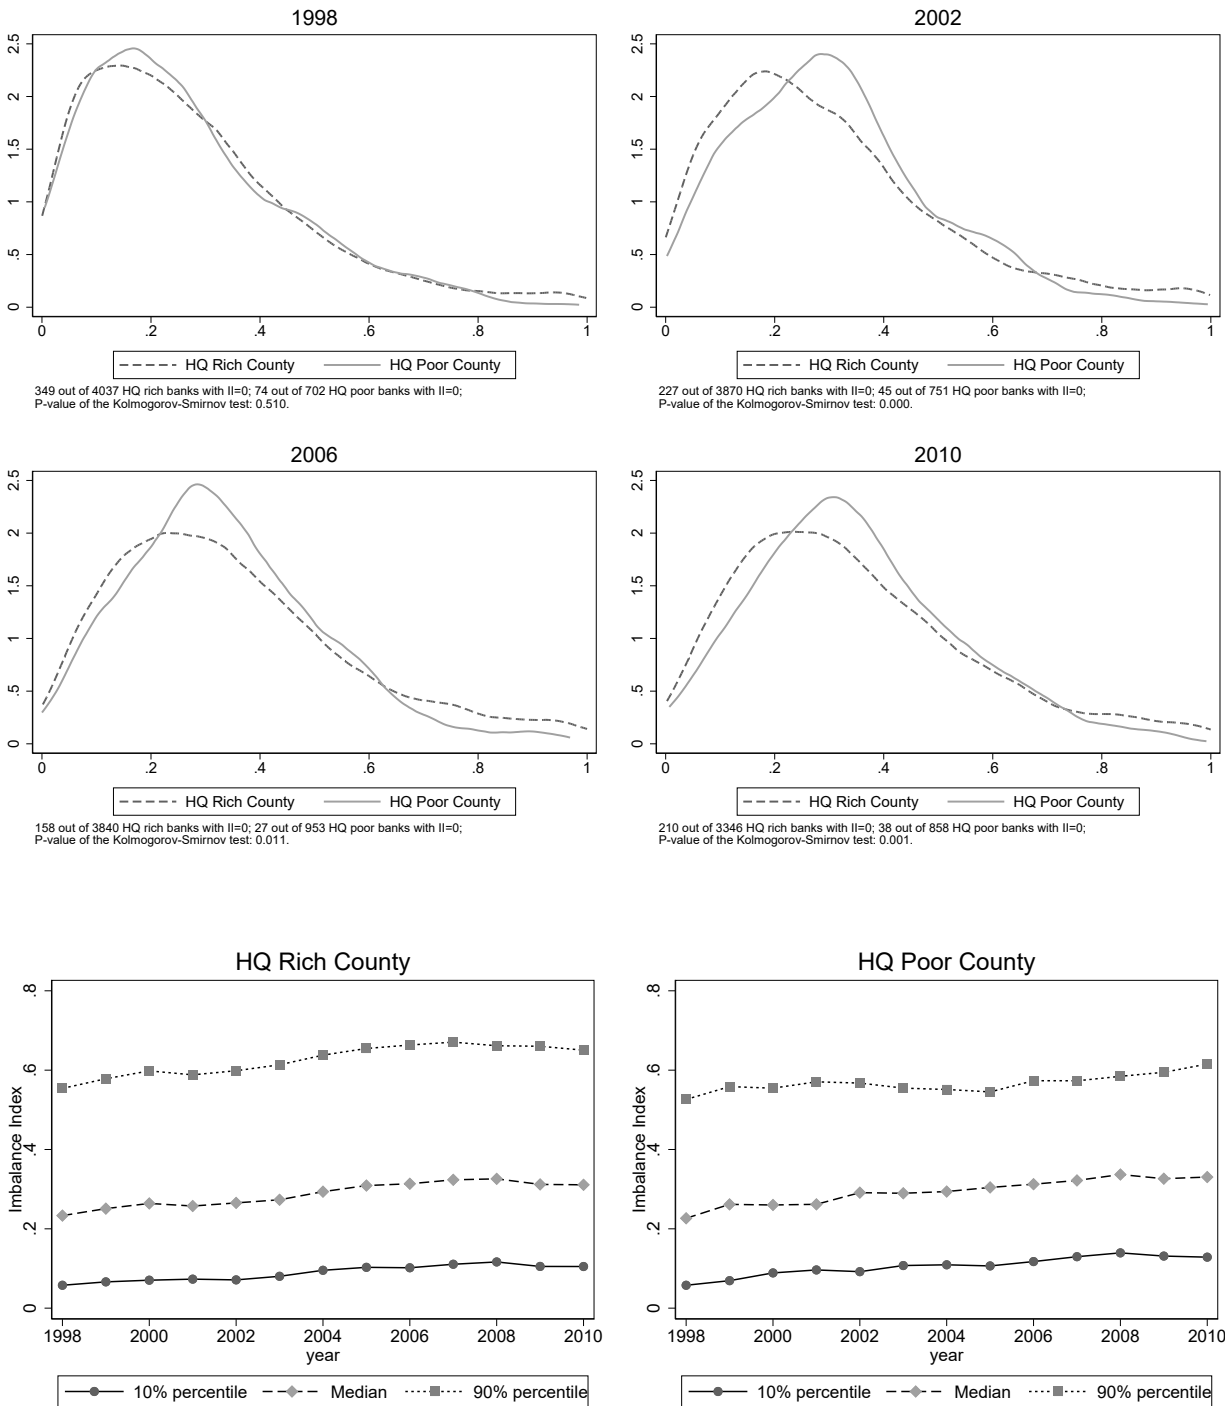 1998
2.5
2
1.5
1
.5
0
0 .2 .4 .6 .8 1
HQ Rich County HQ Poor County
349 out of 4037 HQ rich banks with II=0; 74 out of 702 HQ poor banks with II=0;
P-value of the Kolmogorov-Smirnov test: 0.510.
2002
2.5
2
1.5
1
.5
0
0 .2 .4 .6 .8 1
HQ Rich County HQ Poor County
227 out of 3870 HQ rich banks with II=0; 45 out of 751 HQ poor banks with II=0;
P-value of the Kolmogorov-Smirnov test: 0.000.
2006
2.5
2
1.5
1
.5
0
0 .2 .4 .6 .8 1
HQ Rich County HQ Poor County
158 out of 3840 HQ rich banks with II=0; 27 out of 953 HQ poor banks with II=0;
P-value of the Kolmogorov-Smirnov test: 0.011.
2010
2.5
2
1.5
1
.5
0
0 .2 .4 .6 .8 1
HQ Rich County HQ Poor County
210 out of 3346 HQ rich banks with II=0; 38 out of 858 HQ poor banks with II=0;
P-value of the Kolmogorov-Smirnov test: 0.001.
HQ Rich County
Imbalance Index
.8
.6
.4
.2
0
1998 2000 2002 2004 2006 2008 2010
year
10% percentile Median 90% percentile
HQ Poor County
Imbalance Index
.8
.6
.4
.2
0
1998 2000 2002 2004 2006 2008 2010
year
10% percentile Median 90% percentile